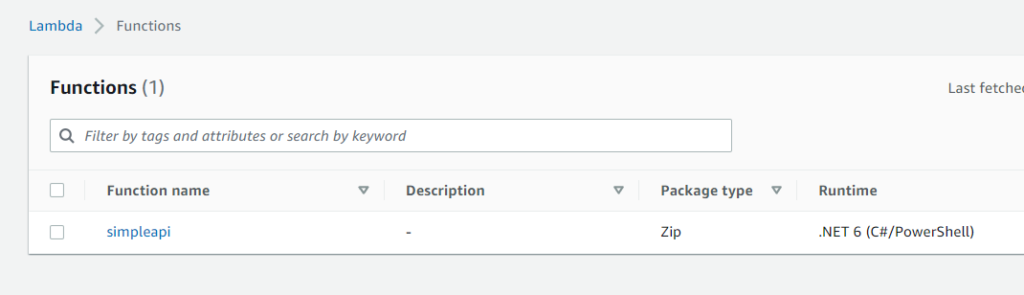 Lambda > Functions
Functions (1)
Last fetched
Filter by tags and attributes or search by keyword
Function name Description Package type Runtime
simpleapi - Zip .NET 6 (C#/PowerShell)